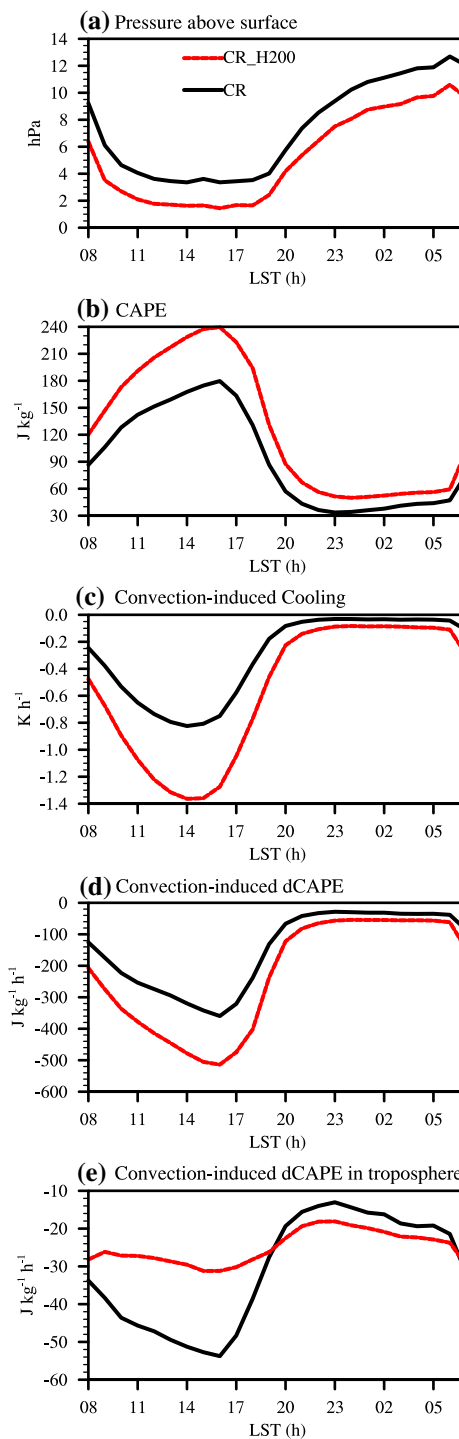 (a) Pressure above surface
14
12
10
8
6
4
2
0
hPa
CR_H200
CR
08 11 14 17 20 23 02 05
LST (h)
(b) CAPE
240
210
180
150
120
90
60
30
J kg⁻¹
08 11 14 17 20 23 02 05
LST (h)
(c) Convection-induced Cooling
0.0
-0.2
-0.4
-0.6
-0.8
-1.0
-1.2
-1.4
K h⁻¹
08 11 14 17 20 23 02 05
LST (h)
(d) Convection-induced dCAPE
0
-100
-200
-300
-400
-500
-600
J kg⁻¹ h⁻¹
08 11 14 17 20 23 02 05
LST (h)
(e) Convection-induced dCAPE in troposphere
-10
-20
-30
-40
-50
-60
J kg⁻¹ h⁻¹
08 11 14 17 20 23 02 05
LST (h)